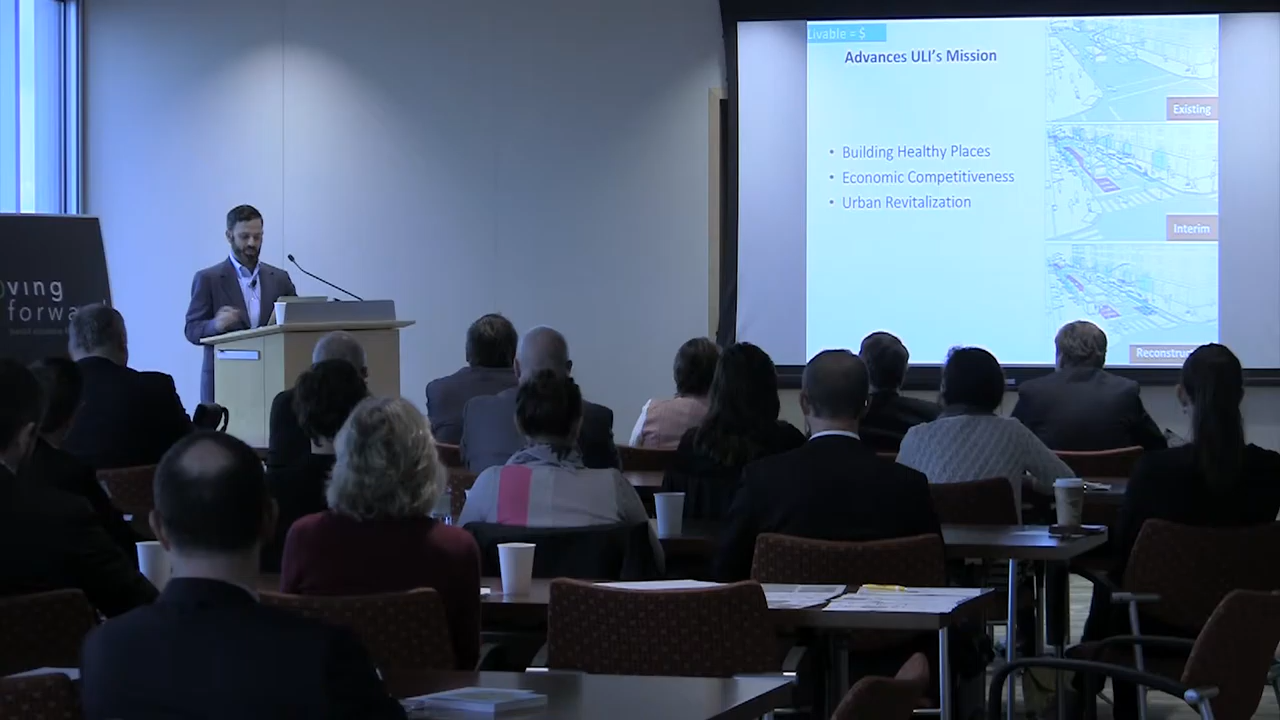 Livable = $
Advances ULI's Mission
• Building Healthy Places
• Economic Competitiveness
• Urban Revitalization
Existing
Interim
ving
forwa